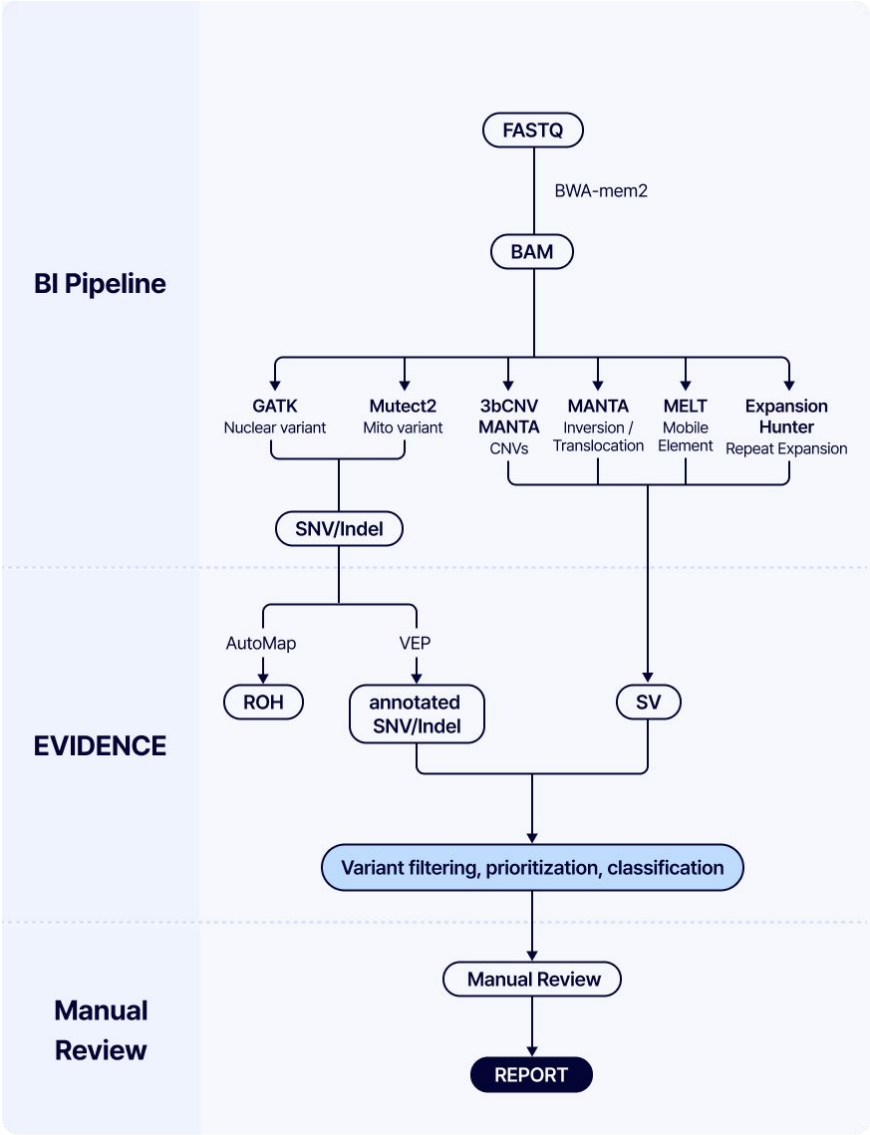 BI Pipeline
FASTQ
BWA-mem2
BAM
GATK
Nuclear variant
Mutect2
Mito variant
3bCNV
MANTA
CNVs
MANTA
Inversion /
Translocation
MELT
Mobile
Element
Expansion
Hunter
Repeat Expansion
SNV/Indel
EVIDENCE
AutoMap
VEP
ROH
annotated
SNV/Indel
SV
Variant filtering, prioritization, classification
Manual
Review
Manual Review
REPORT